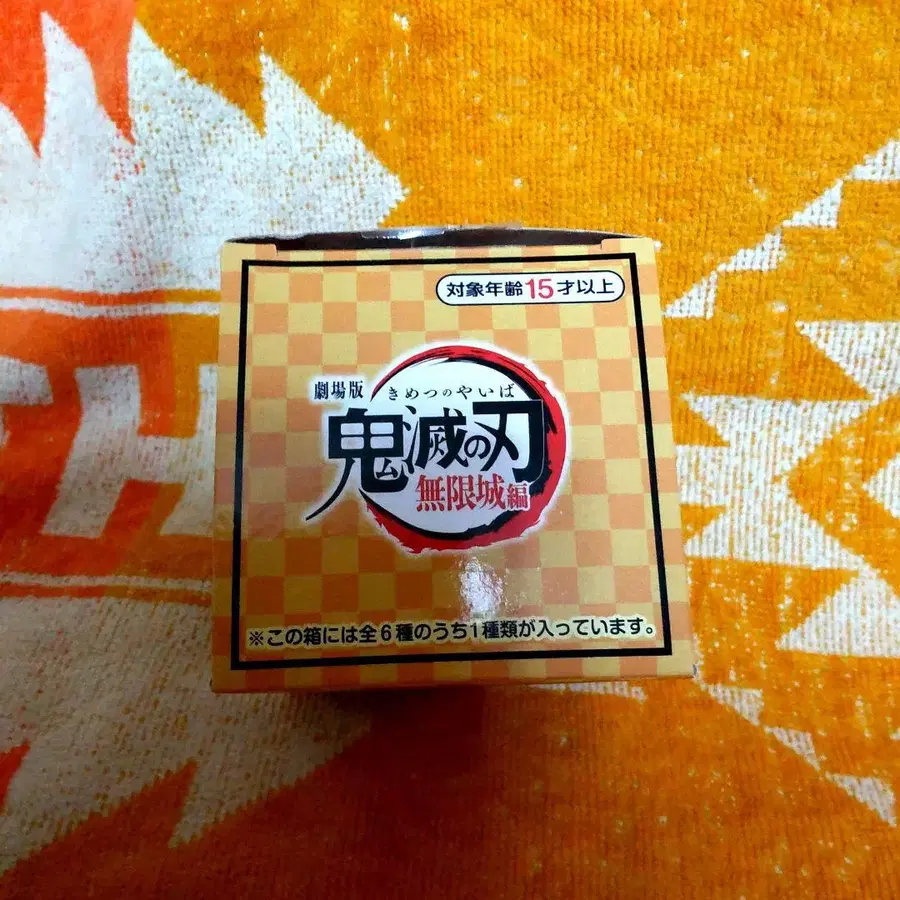 対象年齢15才以上
劇場版 きめつのやいば
鬼滅の刃
無限城編
※この箱には全6種のうち1種類が入っています。